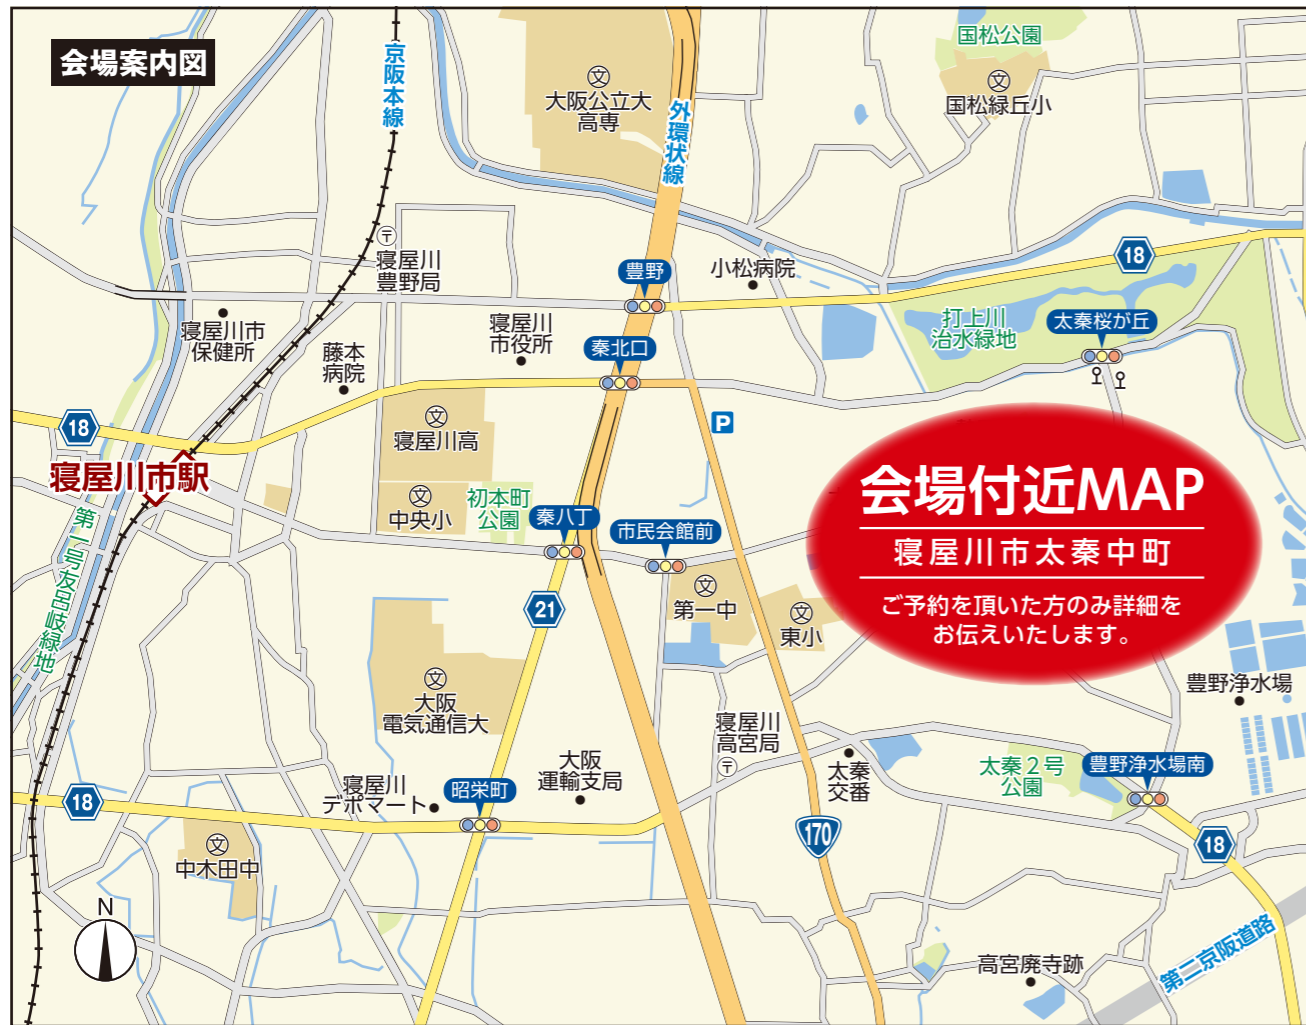 会場案内図
京阪本線
外環状線
文
大阪公立大
高専
国松公園
文
国松緑丘小
〒
寝屋川
豊野局
豊野
小松病院
18
寝屋川市
保健所
藤本
病院
寝屋川
市役所
秦北口
打上川
治水緑地
太秦桜が丘
18
文
寝屋川高
P
寝屋川市駅
文
中央小
初本町
公園
秦八丁
市民会館前
会場付近MAP
寝屋川市太秦中町
ご予約を頂いた方のみ詳細を
お伝えいたします。
第一号友呂岐緑地
21
文
第一中
文
東小
文
大阪
電気通信大
豊野浄水場
寝屋川
高宮局
〒
大阪
運輸支局
太秦
交番
太秦2号
公園
豊野浄水場南
18
寝屋川
デポマート
昭栄町
170
18
文
中木田中
N
高宮廃寺跡
第二京阪道路